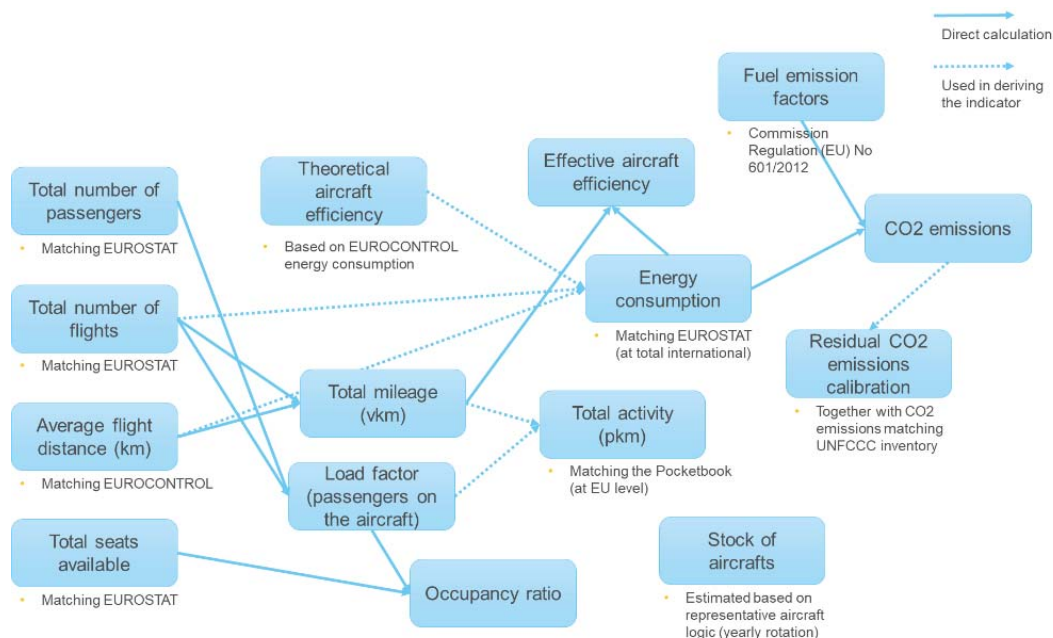 Direct calculation
Used in deriving
the indicator
Fuel emission
factors
Commission
Regulation (EU) No
601/2012
Theoretical
aircraft
efficiency
Based on EUROCONTROL
energy consumption
Effective aircraft
efficiency
Total number of
passengers
Matching EUROSTAT
CO2 emissions
Total number of
flights
Matching EUROSTAT
Energy
consumption
Matching EUROSTAT
(at total international)
Residual CO2
emissions
calibration
Together with CO2
emissions matching
UNFCCC inventory
Average flight
distance (km)
Matching EUROCONTROL
Total mileage
(vkm)
Total activity
(pkm)
Matching the Pocketbook
(at EU level)
Load factor
(passengers on
the aircraft)
Total seats
available
Matching EUROSTAT
Occupancy ratio
Stock of
aircrafts
Estimated based on
representative aircraft
logic (yearly rotation)